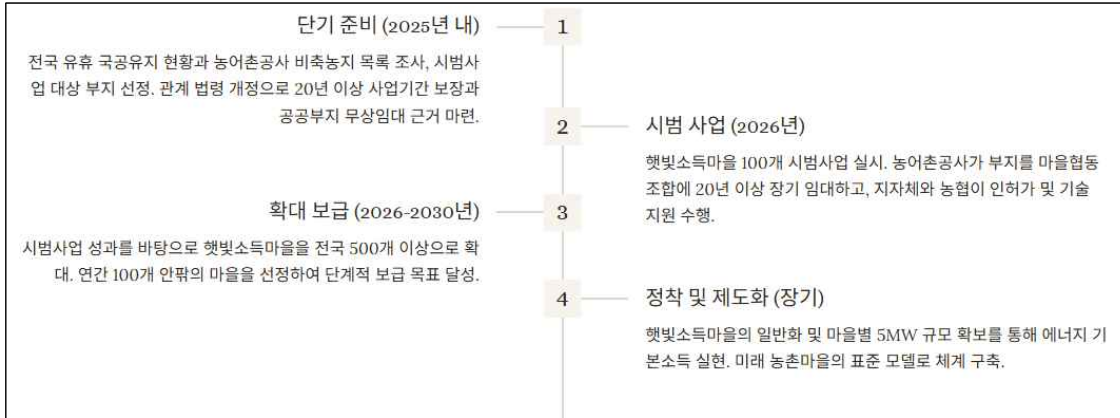 단기 준비 (2025년 내)
1
전국 유휴 국공유지 현황과 농어촌공사 비축농지 목록 조사, 시범사
업 대상 부지 선정. 관계 법령 개정으로 20년 이상 사업기간 보장과
공공부지 무상임대 근거 마련.
2
시범 사업 (2026년)
햇빛소득마을 100개 시범사업 실시. 농어촌공사가 부지를 마을협동
조합에 20년 이상 장기 임대하고, 지자체와 농협이 인허가 및 기술
지원 수행.
확대 보급 (2026-2030년)
3
시범사업 성과를 바탕으로 햇빛소득마을을 전국 500개 이상으로 확
대. 연간 100개 안팎의 마을을 선정하여 단계적 보급 목표 달성.
4
정착 및 제도화 (장기)
햇빛소득마을의 일반화 및 마을별 5MW 규모 확보를 통해 에너지 기
본소득 실현. 미래 농촌마을의 표준 모델로 체계 구축.